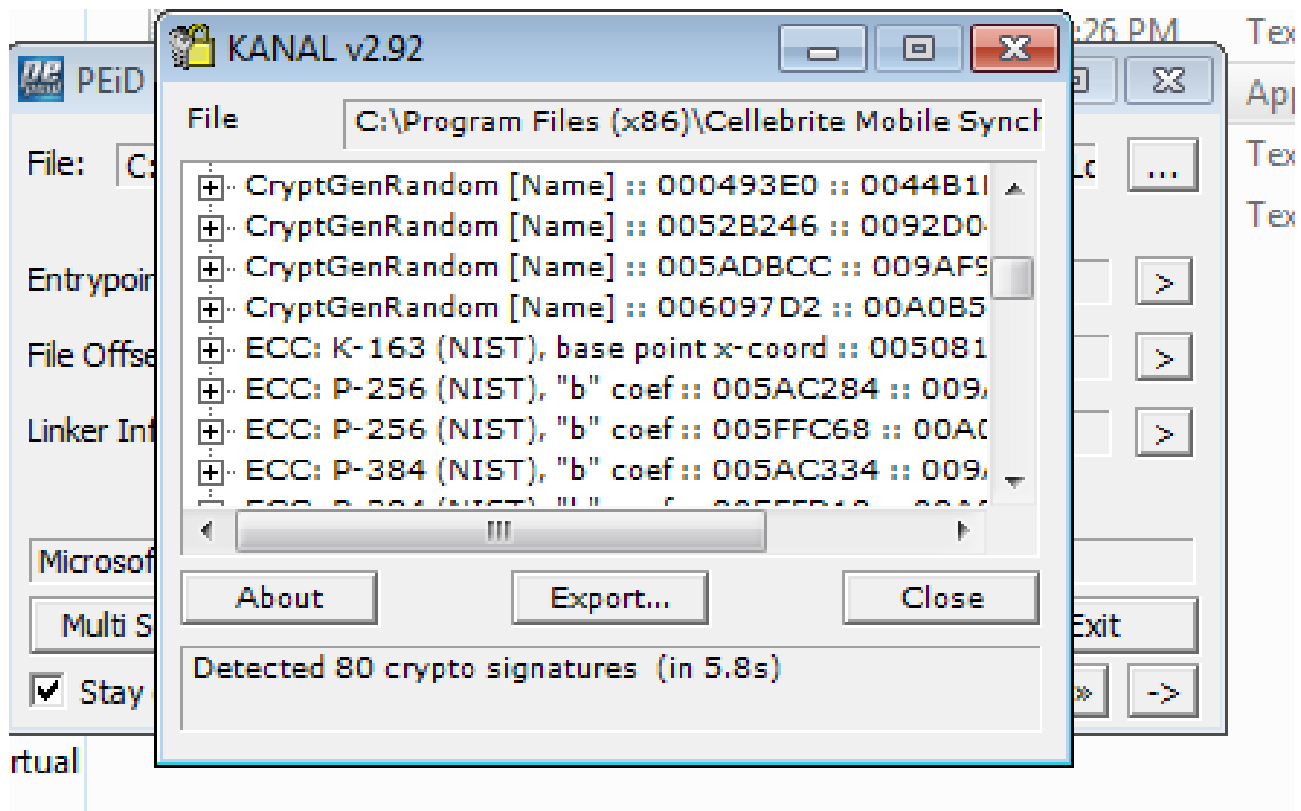 :26 PM
Tex
KANAL v2.92
PEiD
App
File
C:\Program Files (x86)\Cellebrite Mobile Synch
File:
C:
...
Tex
CryptGenRandom [Name] :: 000493E0 :: 0044B1
CryptGenRandom [Name] :: 0052B246 :: 0092D0
Tex
CryptGenRandom [Name] :: 005ADBCC :: 009AF9
Entrypoin
>
CryptGenRandom [Name] :: 006097D2 :: 00A0B5
ECC: K-163 (NIST), base point x-coord :: 005081
File Offse
>
ECC: P-256 (NIST), "b" coef :: 005AC284 :: 009
Linker Inf
ECC: P-256 (NIST), "b" coef :: 005FFC68 :: 00A0
>
ECC: P-384 (NIST), "b" coef :: 005AC334 :: 009
Microsof
About
Export...
Close
Multi S
Exit
Detected 80 crypto signatures (in 5.8s)
Stay
»
->
rtual